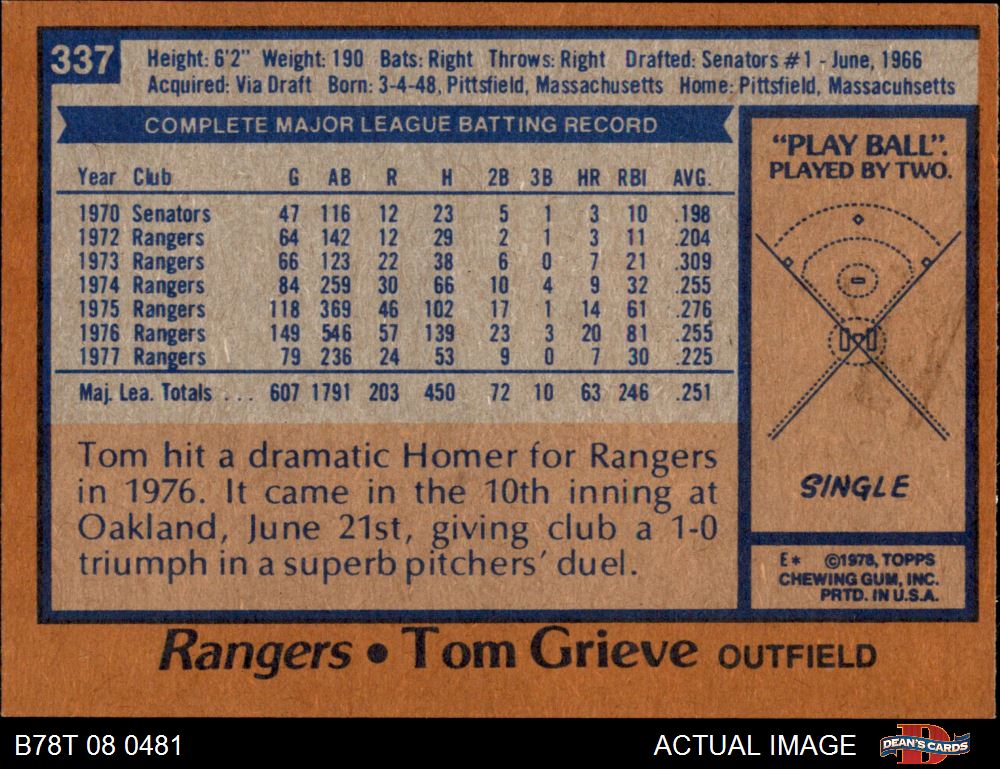 337
Height: 6'2" Weight: 190 Bats: Right Throws: Right Drafted: Senators #1 - June, 1966
Acquired: Via Draft Born: 3-4-48, Pittsfield, Massachusetts Home: Pittsfield, Massacuhsetts
COMPLETE MAJOR LEAGUE BATTING RECORD
Year Club G AB R H 2B 3B HR RBI AVG.
1970 Senators 47 116 12 23 5 1 3 10 .198
1972 Rangers 64 142 12 29 2 1 3 11 .204
1973 Rangers 66 123 22 38 6 0 7 21 .309
1974 Rangers 84 259 30 66 10 4 9 32 .255
1975 Rangers 118 369 46 102 17 1 14 61 .276
1976 Rangers 149 546 57 139 23 3 20 81 .255
1977 Rangers 79 236 24 53 9 0 7 30 .225
Maj. Lea. Totals . . . 607 1791 203 450 72 10 63 246 .251
Tom hit a dramatic Homer for Rangers
in 1976. It came in the 10th inning at
Oakland, June 21st, giving club a 1-0
triumph in a superb pitchers' duel.
"PLAY BALL".
PLAYED BY TWO.
SINGLE
E* ©1978, TOPPS
CHEWING GUM, INC.
PRTD. IN U.S.A.
Rangers • Tom Grieve OUTFIELD
B78T 08 0481
ACTUAL IMAGE
DEAN'S CARDS